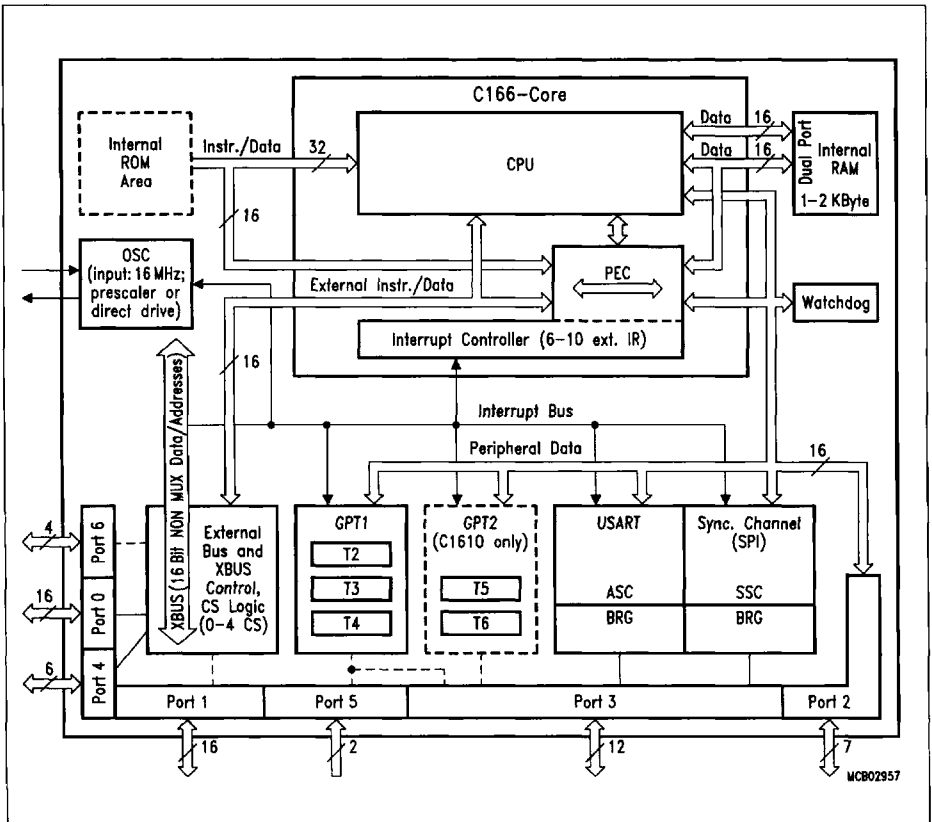 C166-Core
Internal
ROM
Area
Instr./Data
32
16
CPU
Data
16
Data
16
Dual Port
Internal
RAM
1-2 KByte
OSC
(input: 16 MHz;
prescaler or
direct drive)
External Instr./Data
16
PEC
Interrupt Controller (6-10 ext. IR)
Watchdog
Interrupt Bus
Peripheral Data
16
XBUS (16 Bit NON MUX Data/Addresses
4
Port 6
16
Port 0
6
Port 4
External
Bus and
XBUS
Control,
CS Logic
(0-4 CS)
GPT1
T2
T3
T4
GPT2
(C1610 only)
T5
T6
USART
ASC
BRG
Sync. Channel
(SPI)
SSC
BRG
Port 1
Port 5
Port 3
Port 2
16
2
12
7
MCB02957